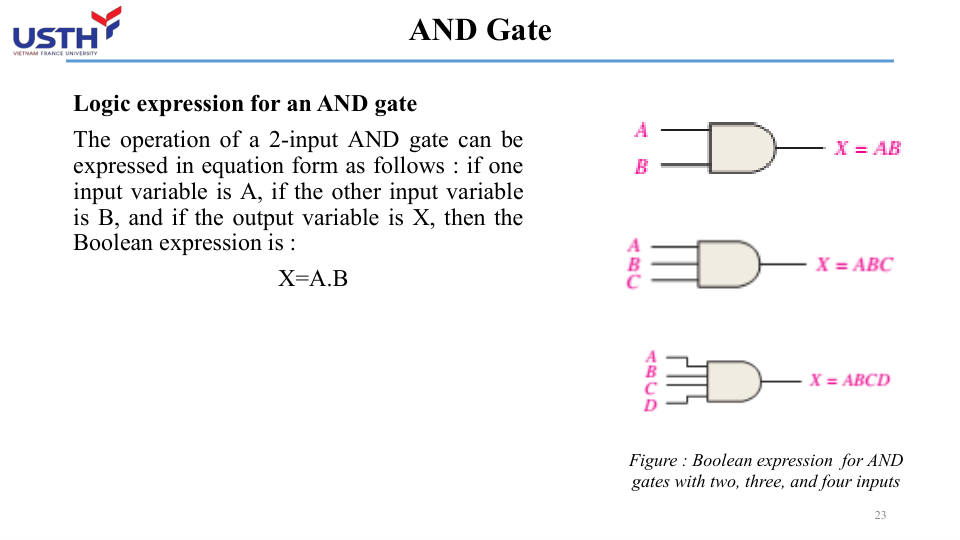 USTH
VIETNAM FRANCE UNIVERSITY
AND Gate
Logic expression for an AND gate
The operation of a 2-input AND gate can be
expressed in equation form as follows : if one
input variable is A, if the other input variable
is B, and if the output variable is X, then the
Boolean expression is :
X=A.B
A
B
X = AB
A
B
C
X = ABC
A
B
C
D
X = ABCD
Figure : Boolean expression for AND
gates with two, three, and four inputs
23